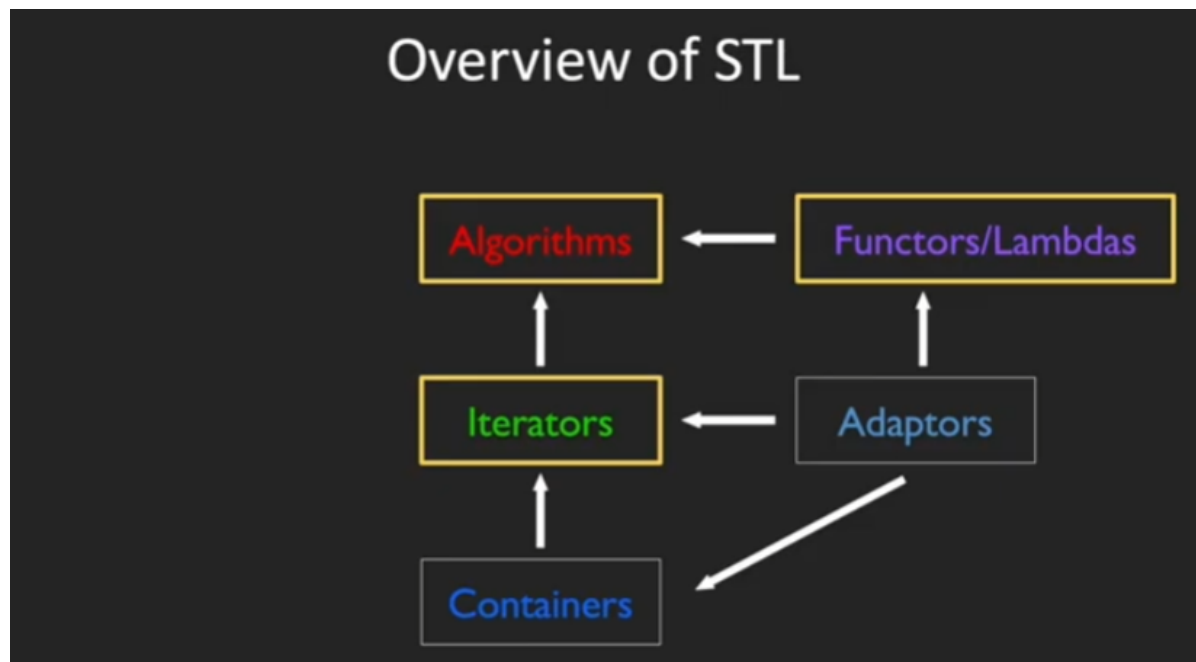 Overview of STL
Algorithms
Functors/Lambdas
Iterators
Adaptors
Containers